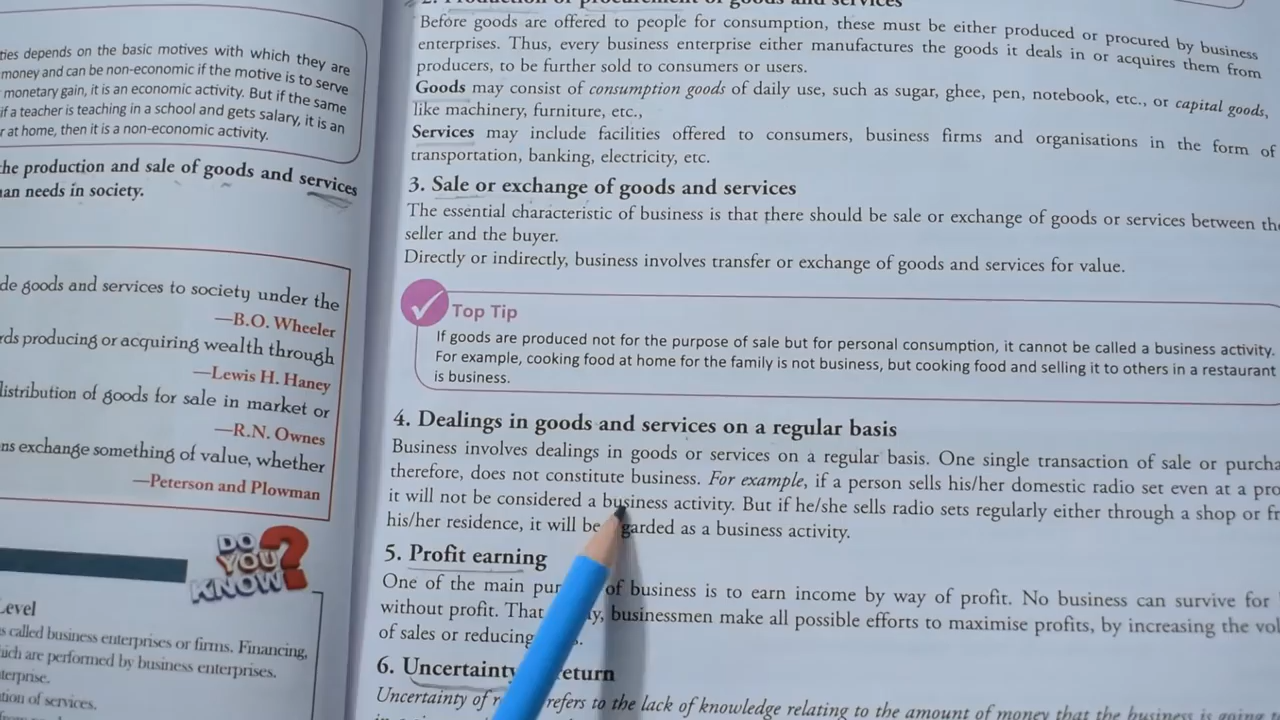 ties depends on the basic motives with which they are
money and can be non-economic if the motive is to serve
monetary gain, it is an economic activity. But if the same
if a teacher is teaching in a school and gets salary, it is an
r at home, then it is a non-economic activity.
the production and sale of goods and services
an needs in society.
de goods and services to society under the
—B.O. Wheeler
rds producing or acquiring wealth through
—Lewis H. Haney
distribution of goods for sale in market or
—R.N. Ownes
ns exchange something of value, whether
—Peterson and Plowman
DO
YOU
KNOW?
Level
s called business enterprises or firms. Financing,
which are performed by business enterprises.
terprise.
tion of services.
2. Production or procurement of goods and services
Before goods are offered to people for consumption, these must be either produced or procured by business
enterprises. Thus, every business enterprise either manufactures the goods it deals in or acquires them from
producers, to be further sold to consumers or users.
Goods may consist of consumption goods of daily use, such as sugar, ghee, pen, notebook, etc., or capital goods,
like machinery, furniture, etc.,
Services may include facilities offered to consumers, business firms and organisations in the form of
transportation, banking, electricity, etc.
3. Sale or exchange of goods and services
The essential characteristic of business is that there should be sale or exchange of goods or services between the
seller and the buyer.
Directly or indirectly, business involves transfer or exchange of goods and services for value.
Top Tip
If goods are produced not for the purpose of sale but for personal consumption, it cannot be called a business activity.
For example, cooking food at home for the family is not business, but cooking food and selling it to others in a restaurant
is business.
4. Dealings in goods and services on a regular basis
Business involves dealings in goods or services on a regular basis. One single transaction of sale or purcha
therefore, does not constitute business. For example, if a person sells his/her domestic radio set even at a pro
it will not be considered a business activity. But if he/she sells radio sets regularly either through a shop or fr
his/her residence, it will be garded as a business activity.
5. Profit earning
One of the main pur of business is to earn income by way of profit. No business can survive for
without profit. That y, businessmen make all possible efforts to maximise profits, by increasing the vol
of sales or reducing
6. Uncertainty eturn
Uncertainty of r refers to the lack of knowledge relating to the amount of money that the business is going